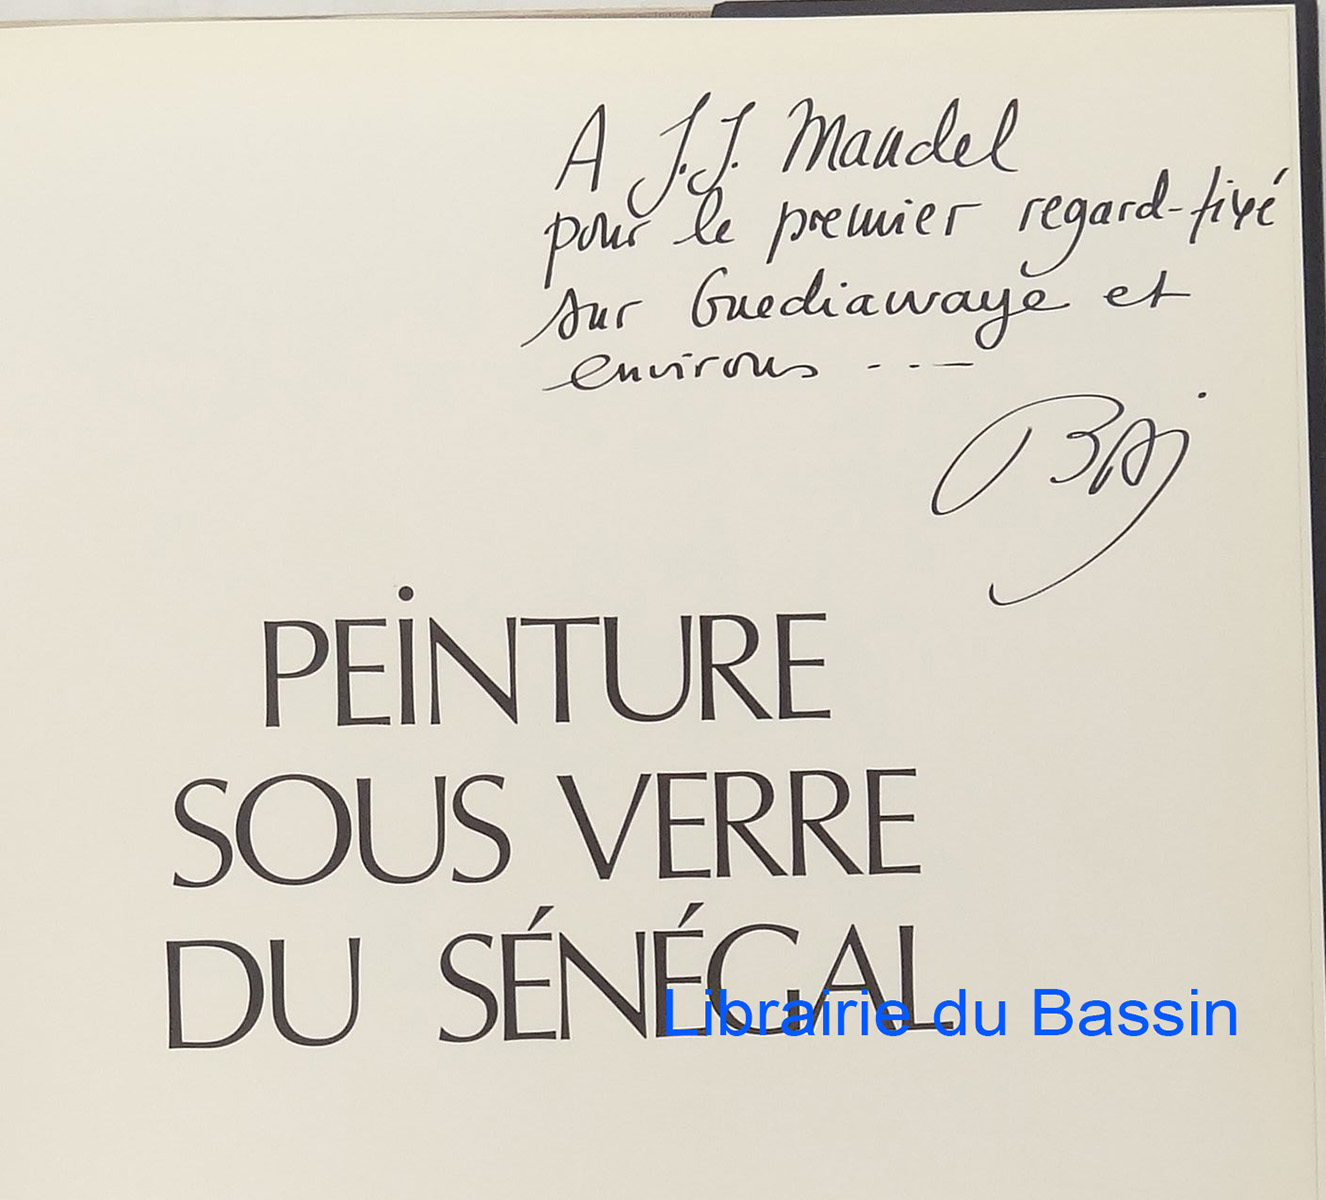 A J.J. Mandel
pour le premier regard-fixé
sur Guediawaye et
environs - - -
PEINTURE
SOUS VERRE
DU SÉNÉGAL
Librairie du Bassin